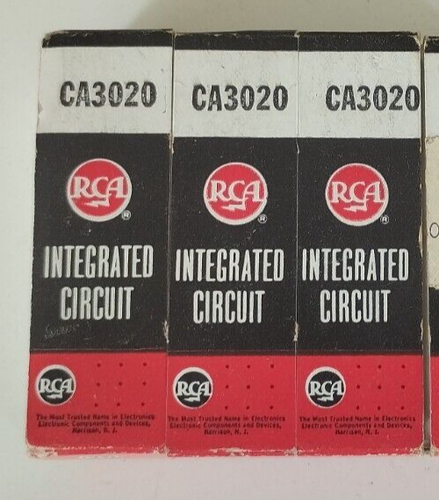 CA3020
RCA
®
INTEGRATED
CIRCUIT
RCA
The Most Trusted Name in Electronics
Electronic Components and Devices,
Harrison, N. J.
CA3020
RCA
®
INTEGRATED
CIRCUIT
RCA
The Most Trusted Name in Electronics
Electronic Components and Devices,
Harrison, N. J.
CA3020
RCA
®
INTEGRATED
CIRCUIT
RCA
The Most Trusted Name in Electronics
Electronic Components and Devices,
Harrison, N. J.